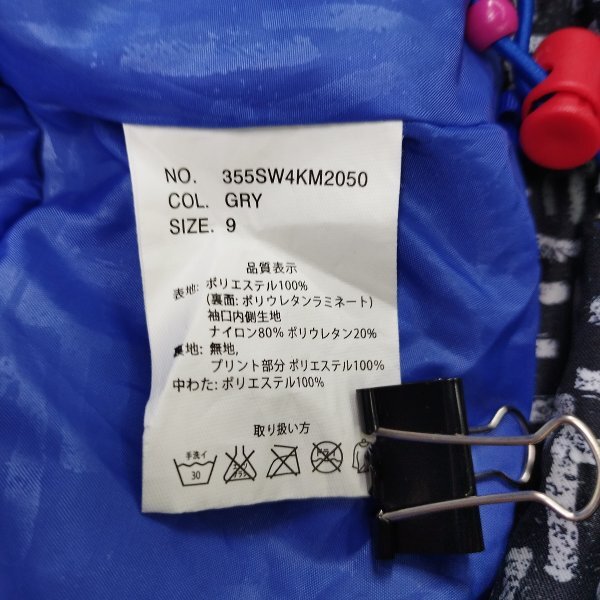 NO. 355SW4KM2050
COL. GRY
SIZE. 9
品質表示
表地: ポリエステル100%
(裏面: ポリウレタンラミネート)
袖口内側生地
ナイロン80% ポリウレタン20%
裏地: 無地,
プリント部分 ポリエステル100%
中わた: ポリエステル100%
取り扱い方
手洗イ
30